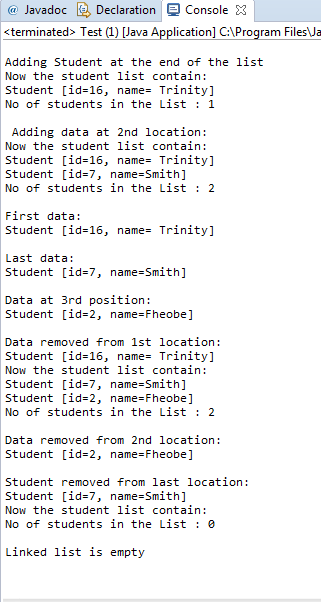 @ Javadoc Declaration Console
<terminated> Test (1) [Java Application] C:\Program Files\Ja
Adding Student at the end of the list
Now the student list contain:
Student [id=16, name= Trinity]
No of students in the List : 1
Adding data at 2nd location:
Now the student list contain:
Student [id=16, name= Trinity]
Student [id=7, name=Smith]
No of students in the List : 2
First data:
Student [id=16, name= Trinity]
Last data:
Student [id=7, name=Smith]
Data at 3rd position:
Student [id=2, name=Fheobe]
Data removed from 1st location:
Student [id=16, name= Trinity]
Now the student list contain:
Student [id=7, name=Smith]
Student [id=2, name=Fheobe]
No of students in the List : 2
Data removed from 2nd location:
Student [id=2, name=Fheobe]
Student removed from last location:
Student [id=7, name=Smith]
Now the student list contain:
No of students in the List : 0
Linked list is empty